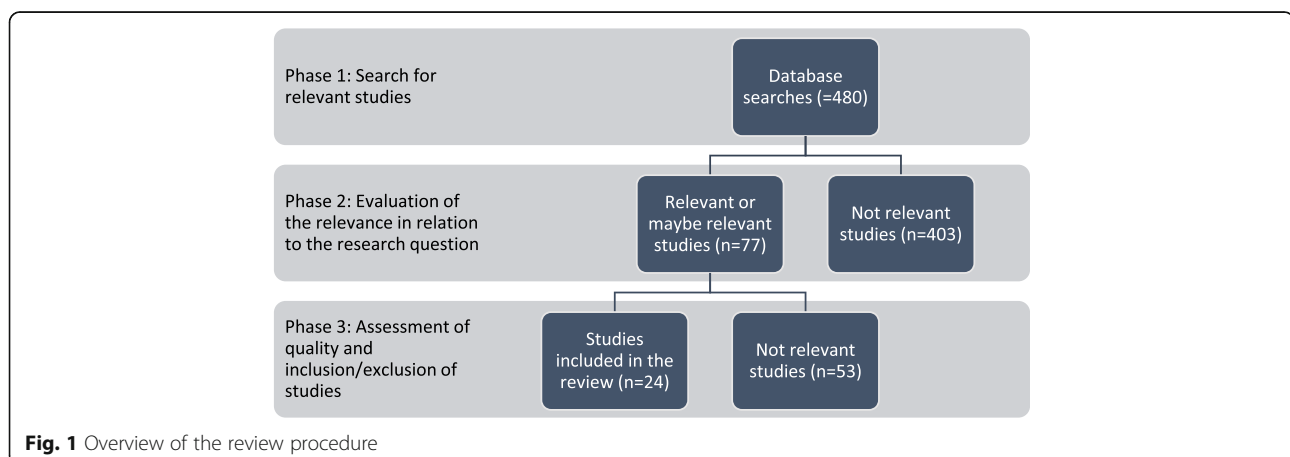 Phase 1: Search for
relevant studies
Database
searches (=480)
Phase 2: Evaluation of
the relevance in relation
to the research question
Relevant or
maybe relevant
studies (n=77)
Not relevant
studies (n=403)
Phase 3: Assessment of
quality and
inclusion/exclusion of
studies
Studies
included in the
review (n=24)
Not relevant
studies (n=53)
Fig. 1 Overview of the review procedure